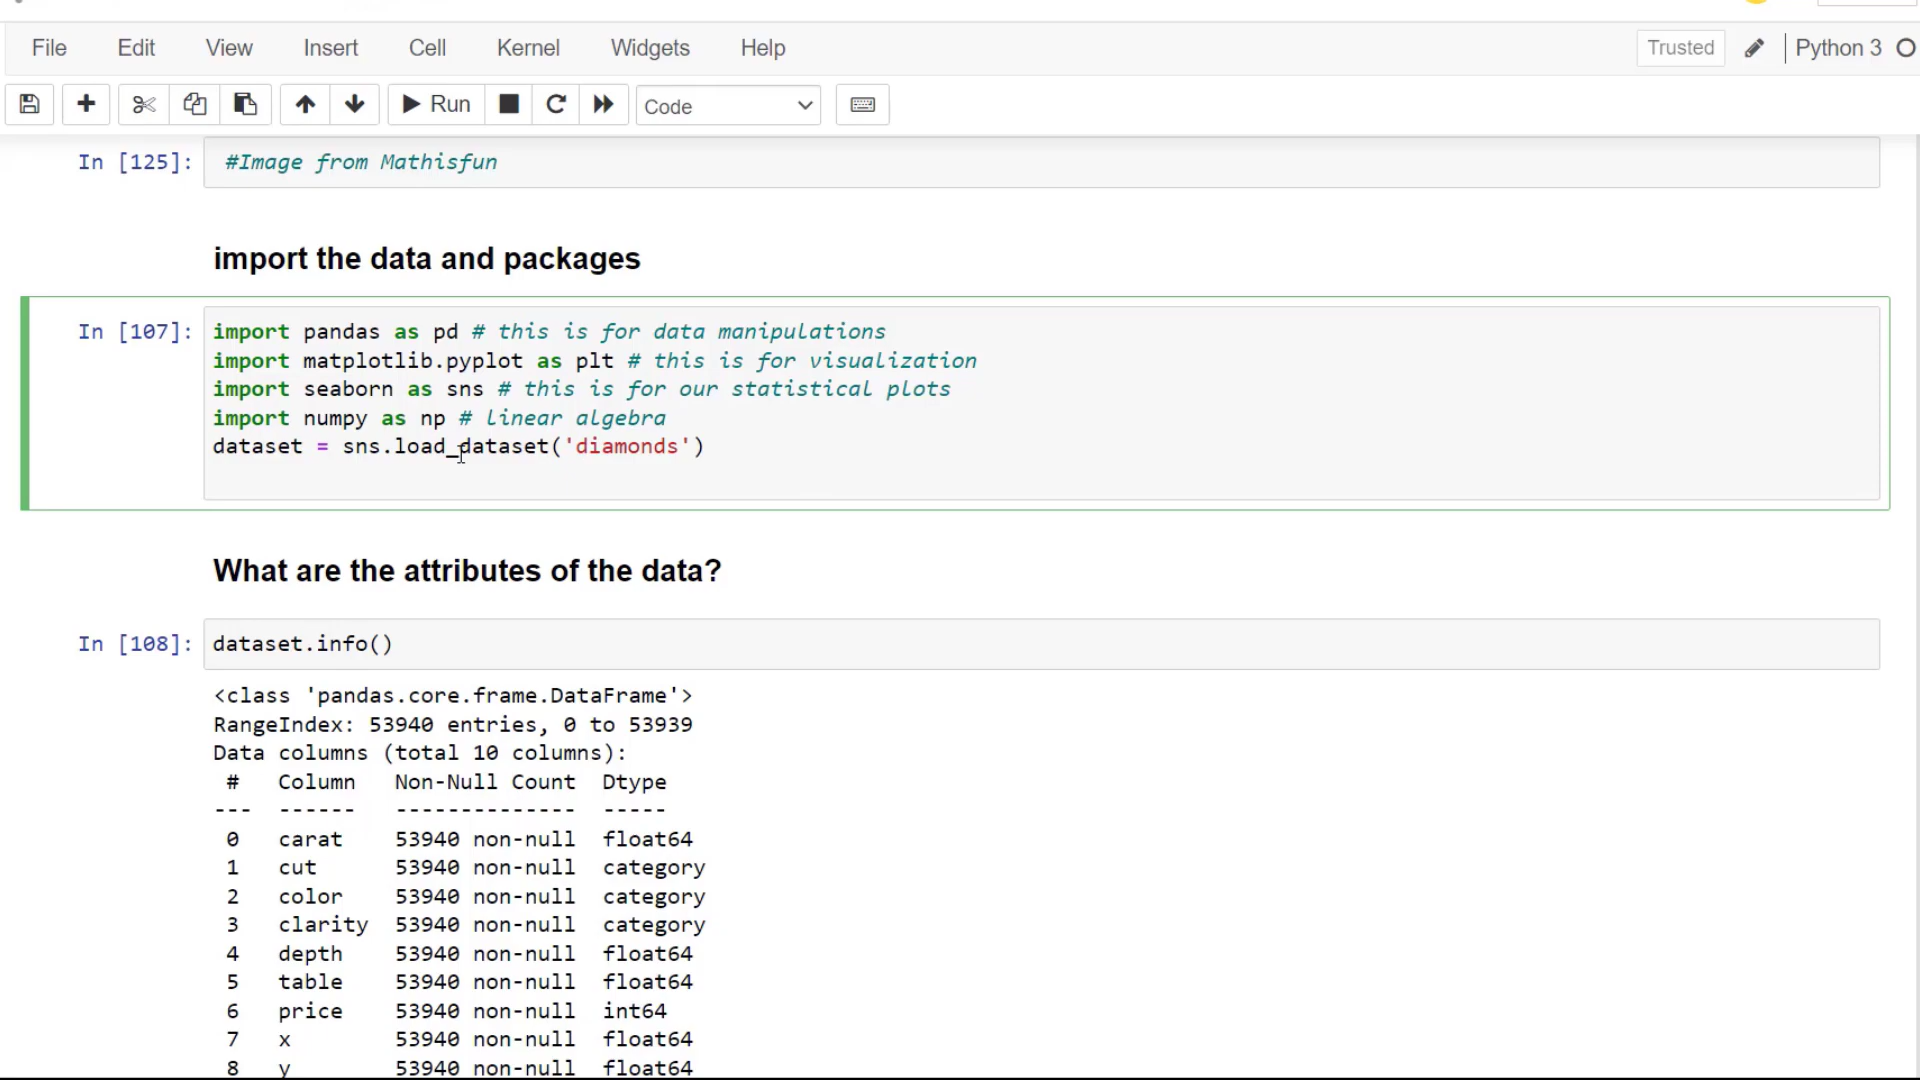 File Edit View Insert Cell Kernel Widgets Help Trusted Python 3
Run Code
In [125]: #Image from Mathisfun
import the data and packages
In [107]: import pandas as pd # this is for data manipulations
import matplotlib.pyplot as plt # this is for visualization
import seaborn as sns # this is for our statistical plots
import numpy as np # linear algebra
dataset = sns.load_dataset('diamonds')
What are the attributes of the data?
In [108]: dataset.info()
<class 'pandas.core.frame.DataFrame'>
RangeIndex: 53940 entries, 0 to 53939
Data columns (total 10 columns):
# Column Non-Null Count Dtype
--- ------ -------------- -----
0 carat 53940 non-null float64
1 cut 53940 non-null category
2 color 53940 non-null category
3 clarity 53940 non-null category
4 depth 53940 non-null float64
5 table 53940 non-null float64
6 price 53940 non-null int64
7 x 53940 non-null float64
8 y 53940 non-null float64